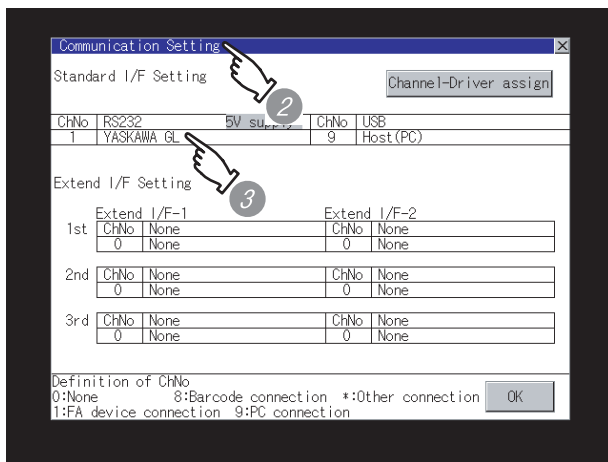 Communication Setting ×
Standard I/F Setting Channel-Driver assign
2
ChNo RS232 5V supply ChNo USB
1 YASKAWA GL 9 Host(PC)
Extend I/F Setting
3
Extend I/F-1 Extend I/F-2
1st ChNo None ChNo None
0 None 0 None
2nd ChNo None ChNo None
0 None 0 None
3rd ChNo None ChNo None
0 None 0 None
Definition of ChNo
0:None 8:Barcode connection *:Other connection OK
1:FA device connection 9:PC connection